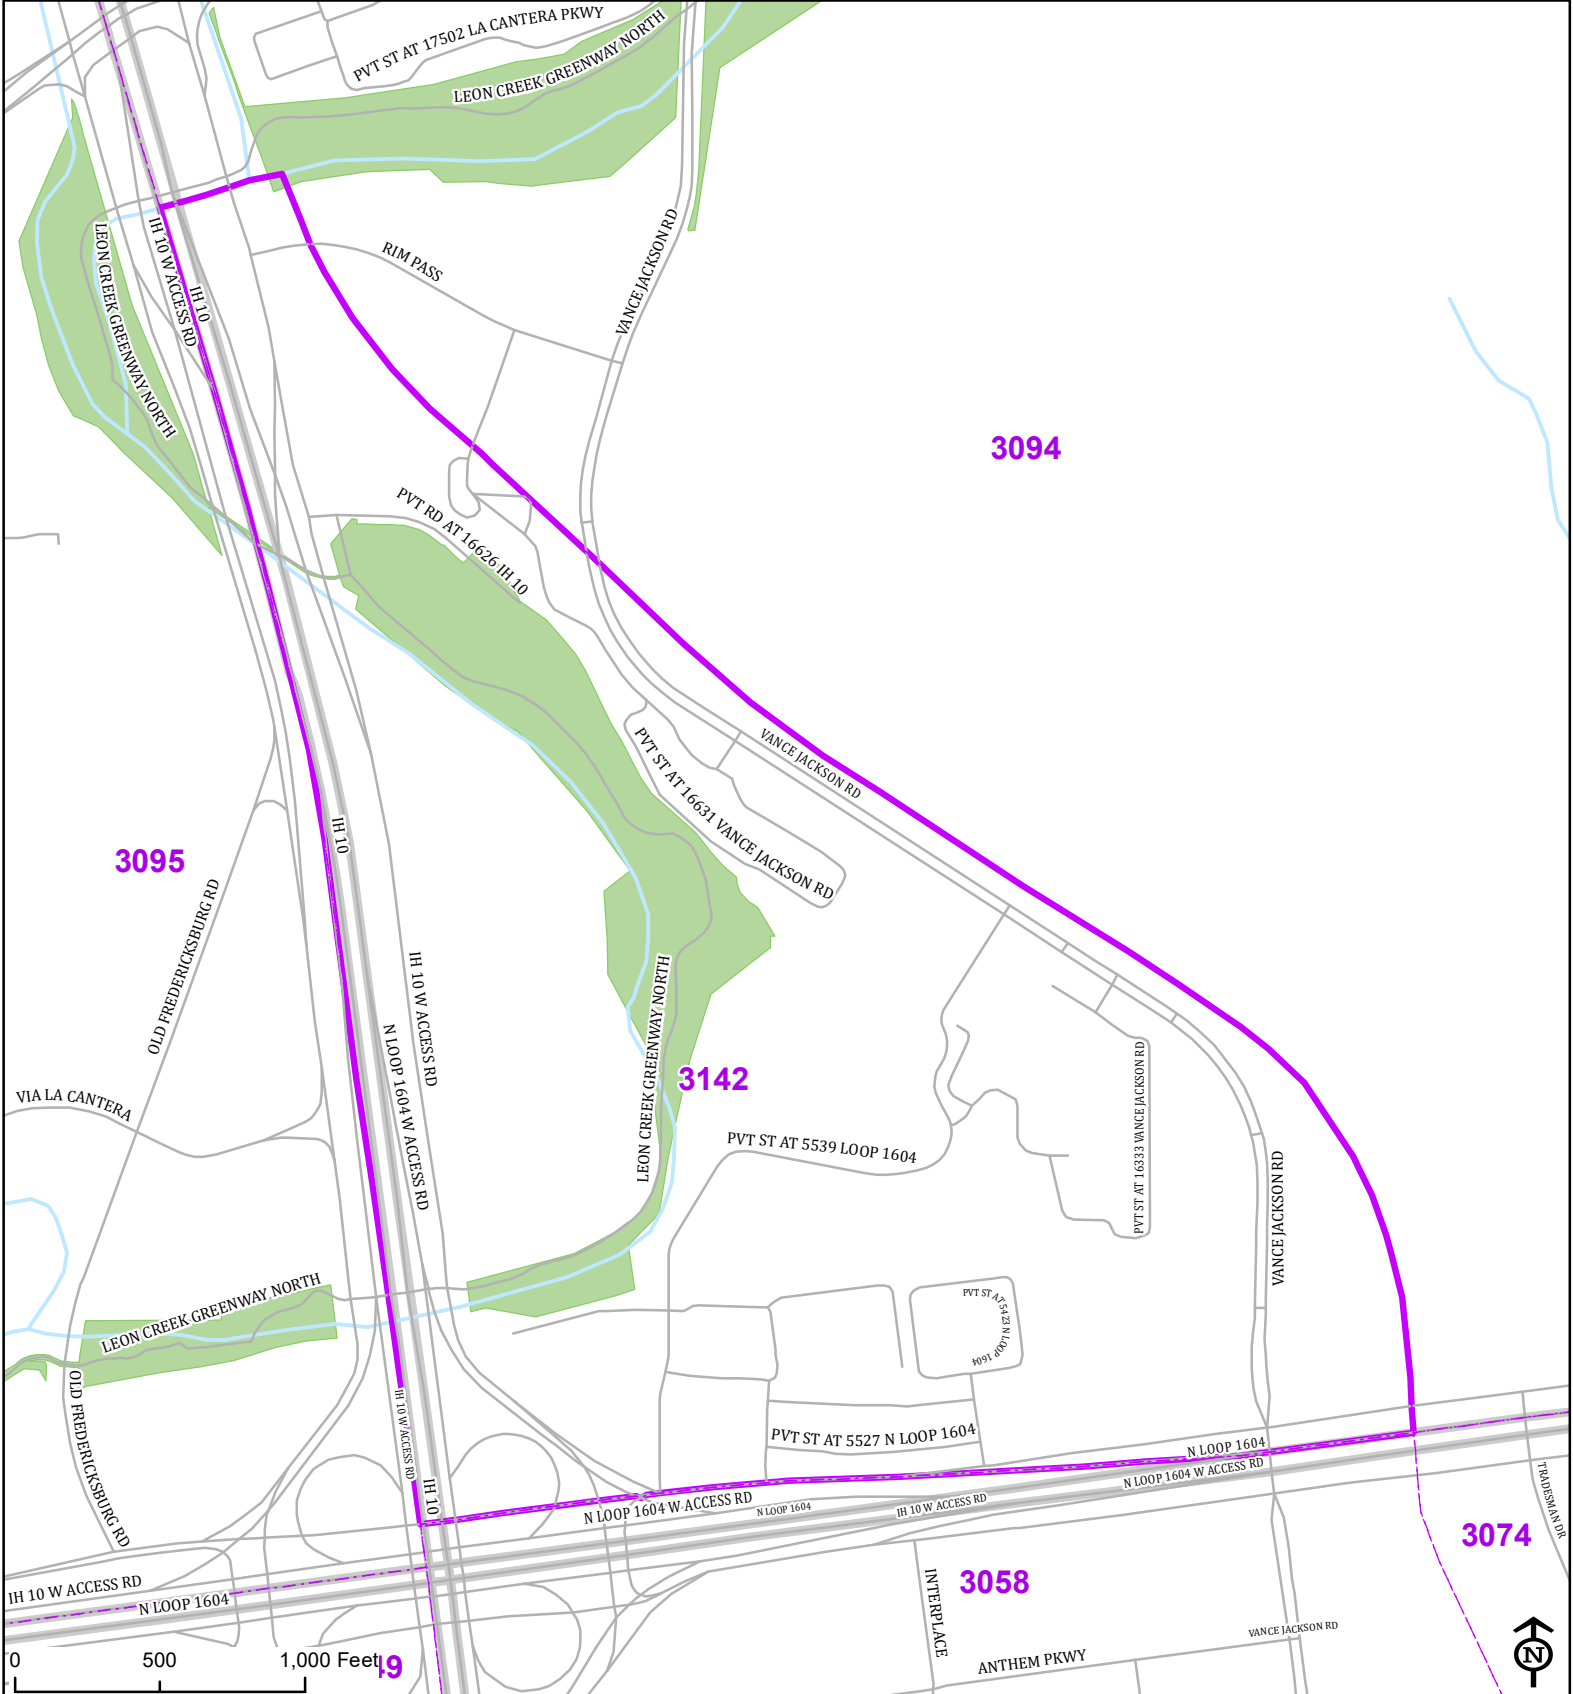 PVT ST AT 17502 LA CANTERA PKWY
LEON CREEK GREENWAY NORTH
VANCE JACKSON RD
RIM PASS
IH 10 W ACCESS RD
IH 10
LEON CREEK GREENWAY NORTH
3094
PVT RD AT 16626 IH 10
PVT ST AT 16631 VANCE JACKSON RD
VANCE JACKSON RD
IH 10
3095
OLD FREDERICKSBURG RD
IH 10 W ACCESS RD
N LOOP 1604 W ACCESS RD
LEON CREEK GREENWAY NORTH
3142
VIA LA CANTERA
PVT ST AT 5539 LOOP 1604
PVT ST AT 16333 VANCE JACKSON RD
VANCE JACKSON RD
LEON CREEK GREENWAY NORTH
PVT ST AT 5423 N LOOP 1604
OLD FREDERICKSBURG RD
IH 10 W ACCESS RD
IH 10
PVT ST AT 5527 N LOOP 1604
N LOOP 1604
N LOOP 1604 W ACCESS RD
N LOOP 1604 W ACCESS RD
N LOOP 1604
IH 10 W ACCESS RD
TRADESMAN DR
3074
IH 10 W ACCESS RD
N LOOP 1604
3058
INTERPLACE
VANCE JACKSON RD
ANTHEM PKWY
0 500 1,000 Feet
49
N